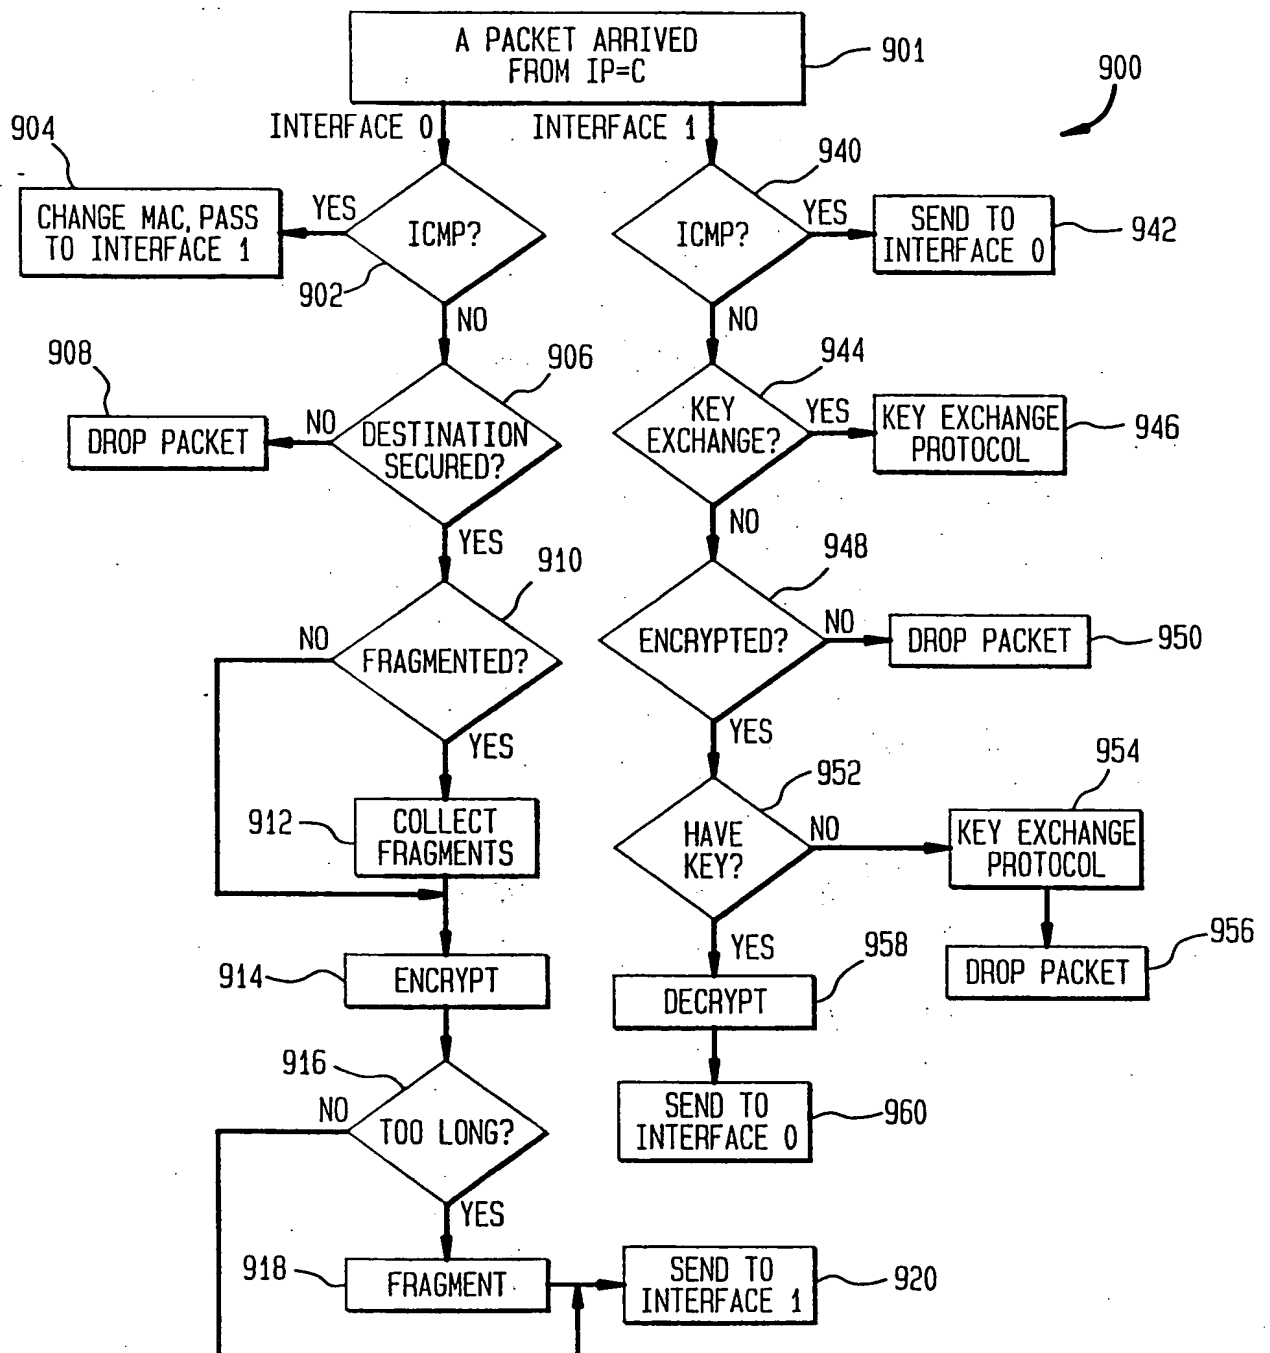 A PACKET ARRIVED
FROM IP=C
901
900
INTERFACE 0
INTERFACE 1
904
940
CHANGE MAC, PASS
TO INTERFACE 1
YES
ICMP?
902
NO
ICMP?
YES
SEND TO
INTERFACE 0
942
NO
908
906
944
DROP PACKET
NO
DESTINATION
SECURED?
YES
KEY
EXCHANGE?
YES
KEY EXCHANGE
PROTOCOL
946
NO
910
948
NO
FRAGMENTED?
YES
ENCRYPTED?
NO
DROP PACKET
950
YES
912
COLLECT
FRAGMENTS
952
954
HAVE
KEY?
NO
KEY EXCHANGE
PROTOCOL
YES
956
DROP PACKET
914
ENCRYPT
958
DECRYPT
916
NO
TOO LONG?
YES
SEND TO
INTERFACE 0
960
918
FRAGMENT
SEND TO
INTERFACE 1
920